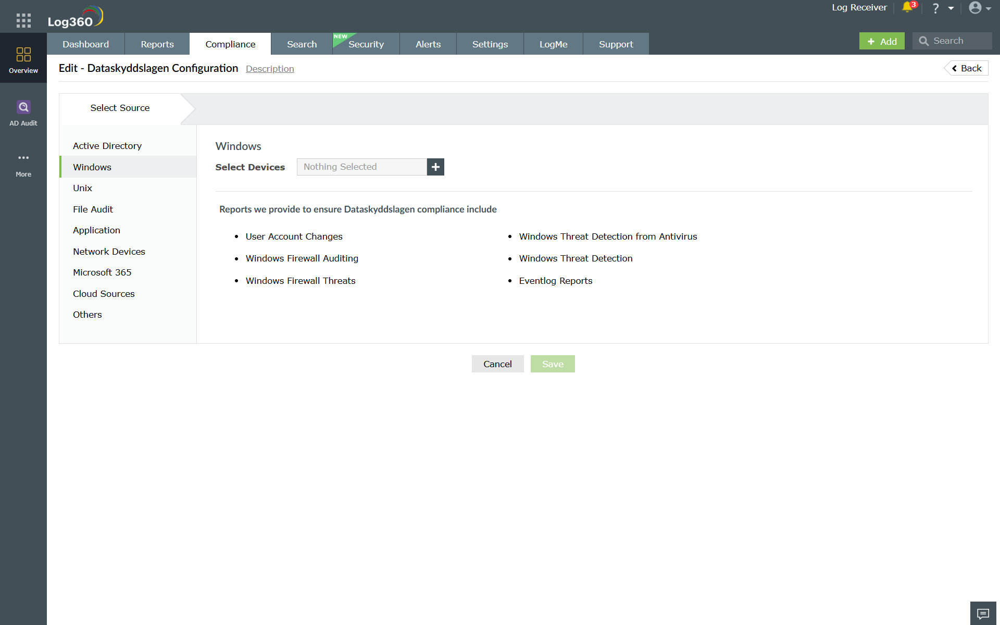 Log360
Log Receiver
3
?
Dashboard
Reports
Compliance
Search
NEW
Security
Alerts
Settings
LogMe
Support
+ Add
Search
Overview
AD Audit
More
Edit - Dataskyddslagen Configuration
Description
Back
Select Source
Active Directory
Windows
Unix
File Audit
Application
Network Devices
Microsoft 365
Cloud Sources
Others
Windows
Select Devices
Nothing Selected
Reports we provide to ensure Dataskyddslagen compliance include
• User Account Changes
• Windows Firewall Auditing
• Windows Firewall Threats
• Windows Threat Detection from Antivirus
• Windows Threat Detection
• Eventlog Reports
Cancel
Save